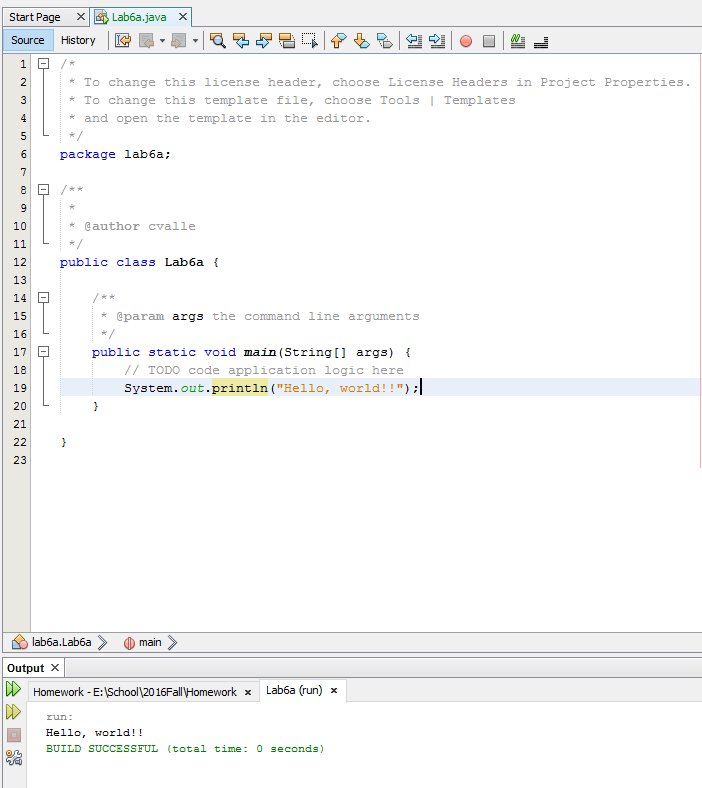 Start Page Lab6a.java
Source History
1 /*
2 * To change this license header, choose License Headers in Project Properties.
3 * To change this template file, choose Tools | Templates
4 * and open the template in the editor.
5 */
6 package lab6a;
7
8 /**
9 *
10 * @author cvalle
11 */
12 public class Lab6a {
13
14 /**
15 * @param args the command line arguments
16 */
17 public static void main(String[] args) {
18 // TODO code application logic here
19 System.out.println("Hello, world!!");
20 }
21
22 }
23
lab6a.Lab6a main
Output
Homework - E:\School\2016Fall\Homework Lab6a (run)
run:
Hello, world!!
BUILD SUCCESSFUL (total time: 0 seconds)